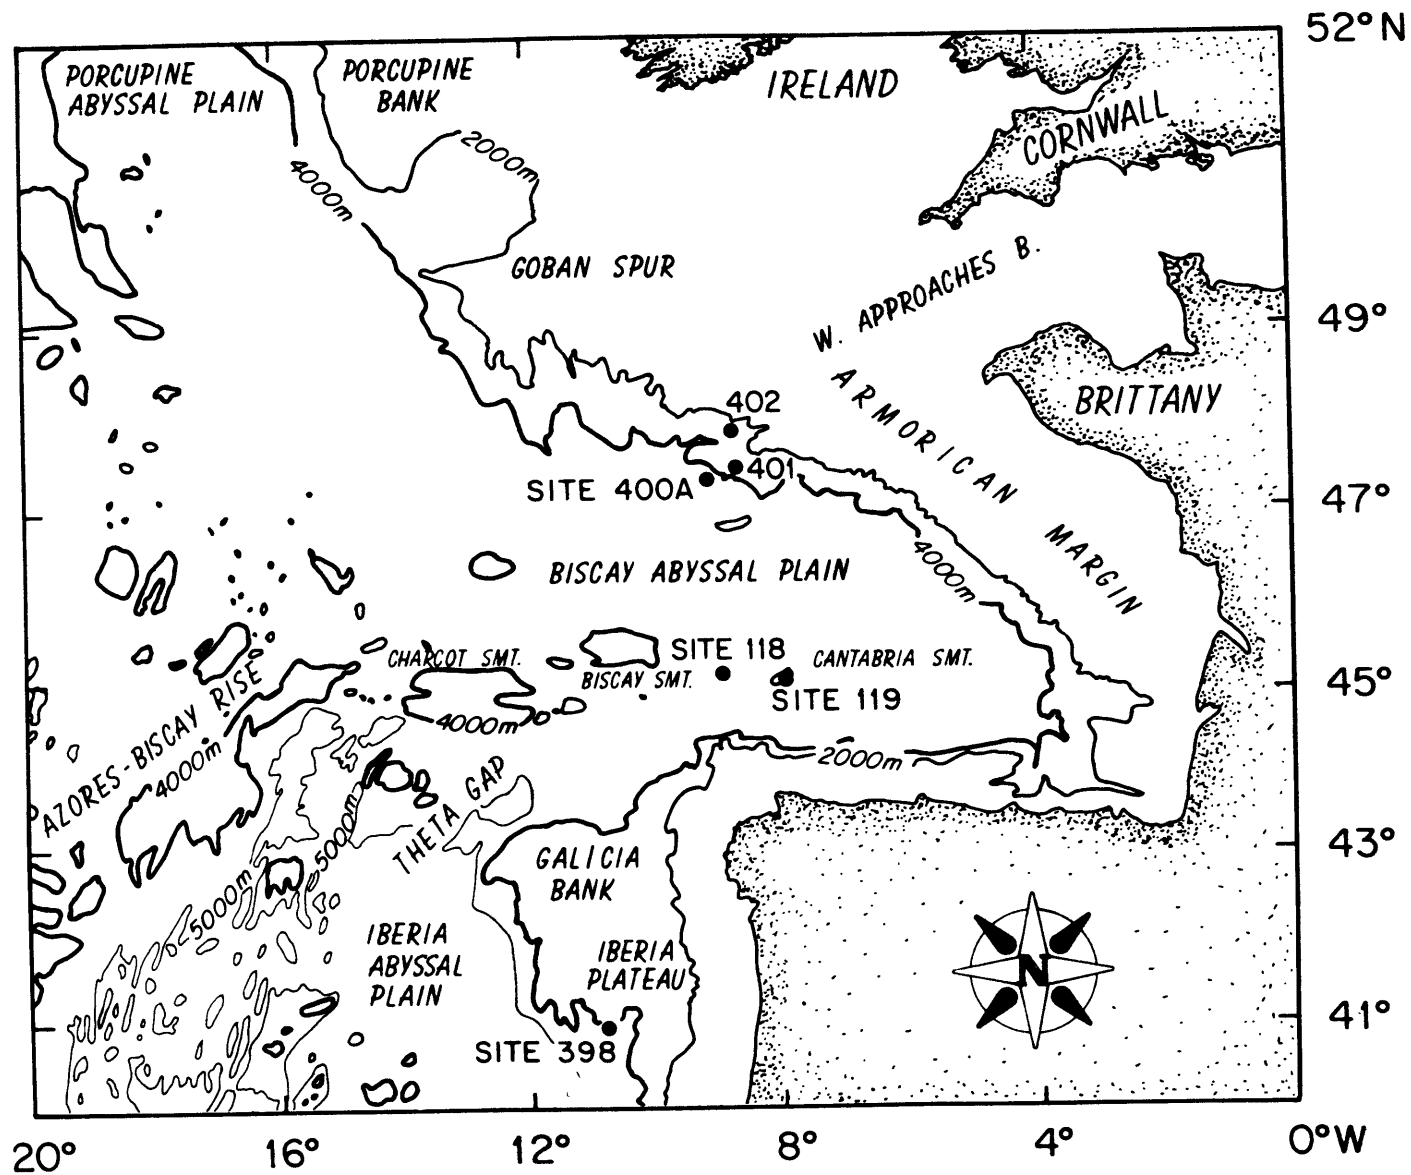 52°N
PORCUPINE
ABYSSAL PLAIN
PORCUPINE
BANK
IRELAND
CORNWALL
2000m
4000m
GOBAN SPUR
W. APPROACHES B.
49°
ARMORICAN MARGIN
BRITTANY
402
401
SITE 400A
47°
4000m
BISCAY ABYSSAL PLAIN
SITE 118
CHARCOT SMT.
BISCAY SMT.
CANTABRIA SMT.
SITE 119
45°
AZORES-BISCAY RISE
4000m
4000m
2000m
THETA GAP
5000m
5000m
43°
GALICIA
BANK
IBERIA
ABYSSAL
PLAIN
IBERIA
PLATEAU
N
41°
SITE 398
20°
16°
12°
8°
4°
0°W